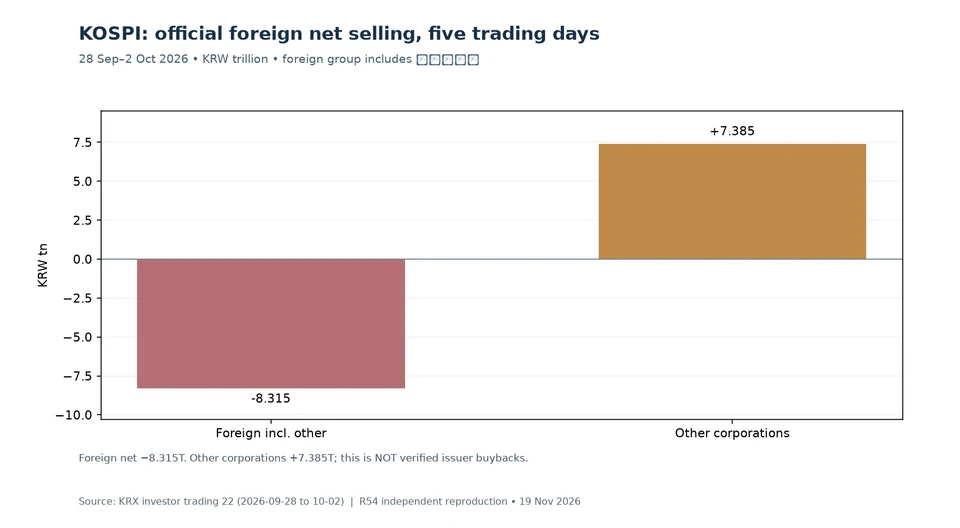 KOSPI: official foreign net selling, five trading days
28 Sep–2 Oct 2026 • KRW trillion • foreign group includes
+7.385
7.5
5.0
2.5
0.0
−2.5
−5.0
−7.5
−10.0
KRW tn
-8.315
Foreign incl. other
Other corporations
Foreign net −8.315T. Other corporations +7.385T; this is NOT verified issuer buybacks.
Source: KRX investor trading 22 (2026-09-28 to 10-02) | R54 independent reproduction • 19 Nov 2026